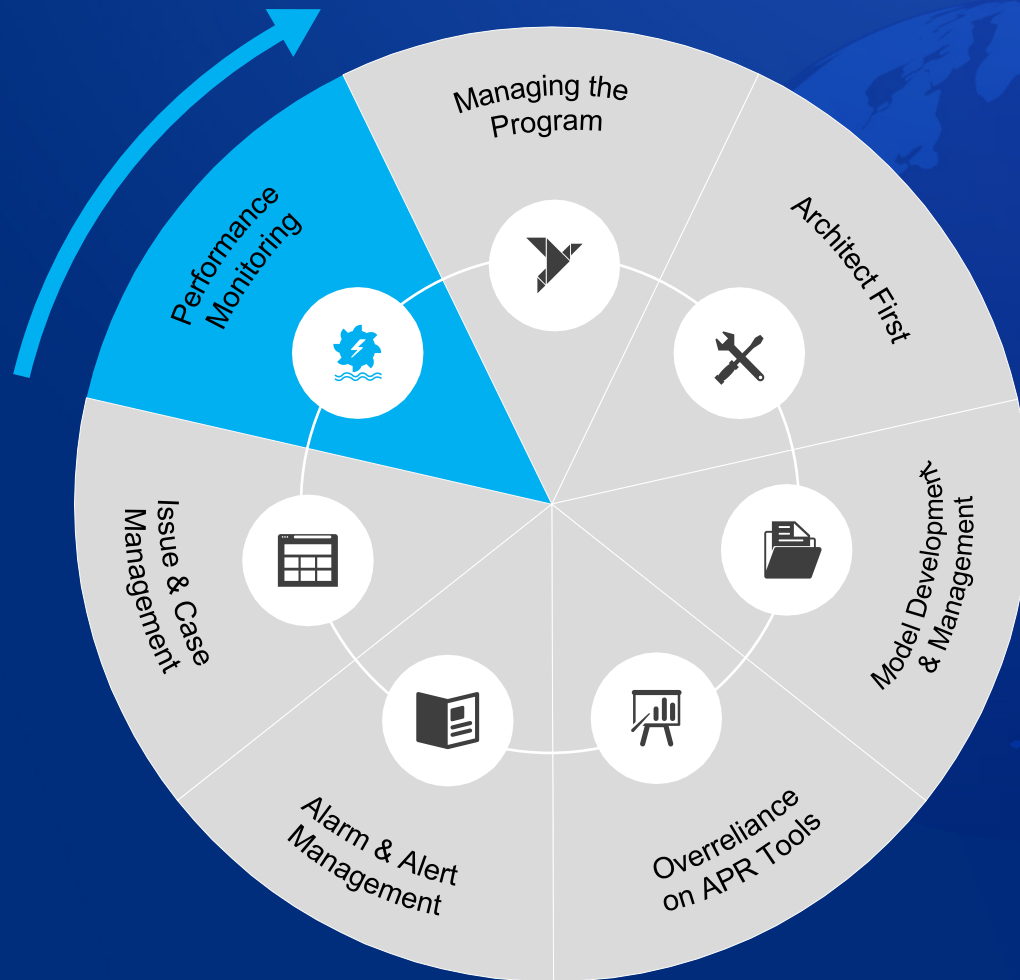 Managing the
Program
Architect First
Model Development
& Management
Overreliance
on APR Tools
Alarm & Alert
Management
Issue & Case
Management
Performance
Monitoring